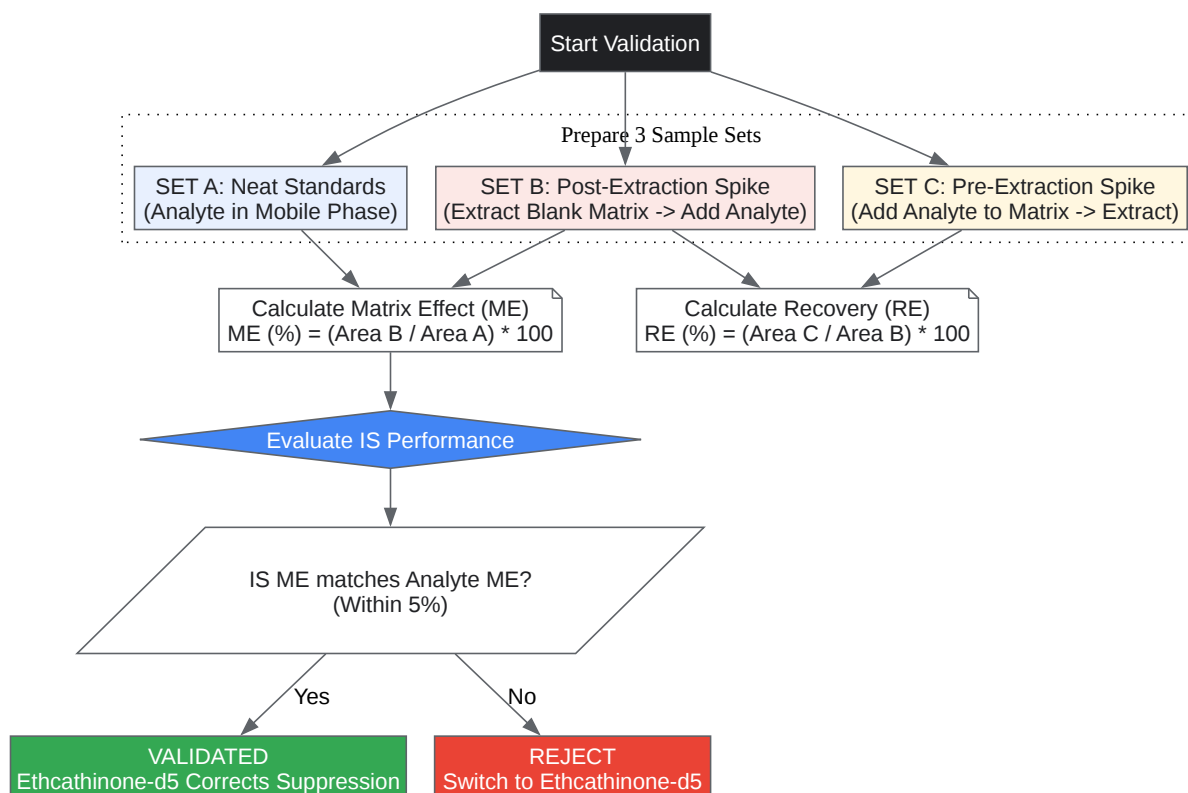 Start Validation
Prepare 3 Sample Sets
SET A: Neat Standards
(Analyte in Mobile Phase)
SET B: Post-Extraction Spike
(Extract Blank Matrix -> Add Analyte)
SET C: Pre-Extraction Spike
(Add Analyte to Matrix -> Extract)
Calculate Matrix Effect (ME)
ME (%) = (Area B / Area A) * 100
Calculate Recovery (RE)
RE (%) = (Area C / Area B) * 100
Evaluate IS Performance
IS ME matches Analyte ME?
(Within 5%)
Yes
No
VALIDATED
Ethcathinone-d5 Corrects Suppression
REJECT
Switch to Ethcathinone-d5